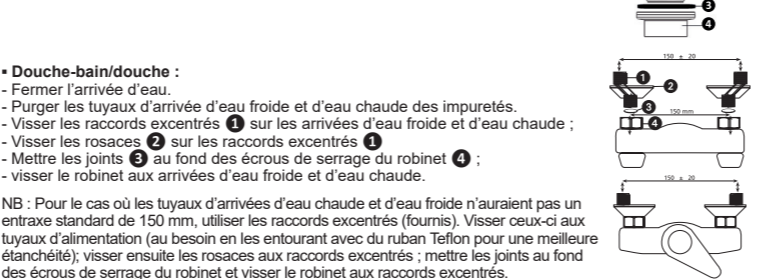 3
4
▪ Douche-bain/douche :
- Fermer l’arrivée d’eau.
- Purger les tuyaux d’arrivée d’eau froide et d’eau chaude des impuretés.
- Visser les raccords excentrés 1 sur les arrivées d’eau froide et d’eau chaude ;
- Visser les rosaces 2 sur les raccords excentrés 1
- Mettre les joints 3 au fond des écrous de serrage du robinet 4 ;
- visser le robinet aux arrivées d’eau froide et d’eau chaude.
NB : Pour le cas où les tuyaux d’arrivées d’eau chaude et d’eau froide n’auraient pas un
entraxe standard de 150 mm, utiliser les raccords excentrés (fournis). Visser ceux-ci aux
tuyaux d’alimentation (au besoin en les entourant avec du ruban Teflon pour une meilleure
étanchéité); visser ensuite les rosaces aux raccords excentrés ; mettre les joints au fond
des écrous de serrage du robinet et visser le robinet aux raccords excentrés.
150 ± 20
1
2
3
150 mm
4
150 ± 20